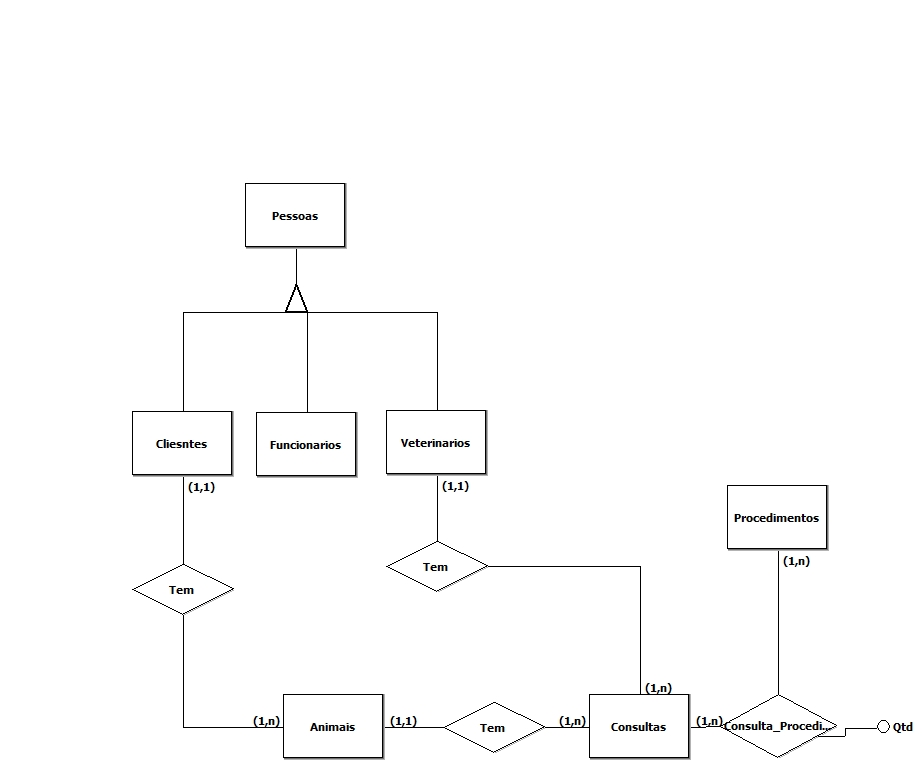 Pessoas
Cliesntes
Funcionarios
Veterinarios
(1,1)
(1,1)
Procedimentos
(1,n)
Tem
Tem
(1,n)
(1,n)
Animais
(1,1)
Tem
(1,n)
Consultas
(1,n)
Consulta_Procedi...
Qtd